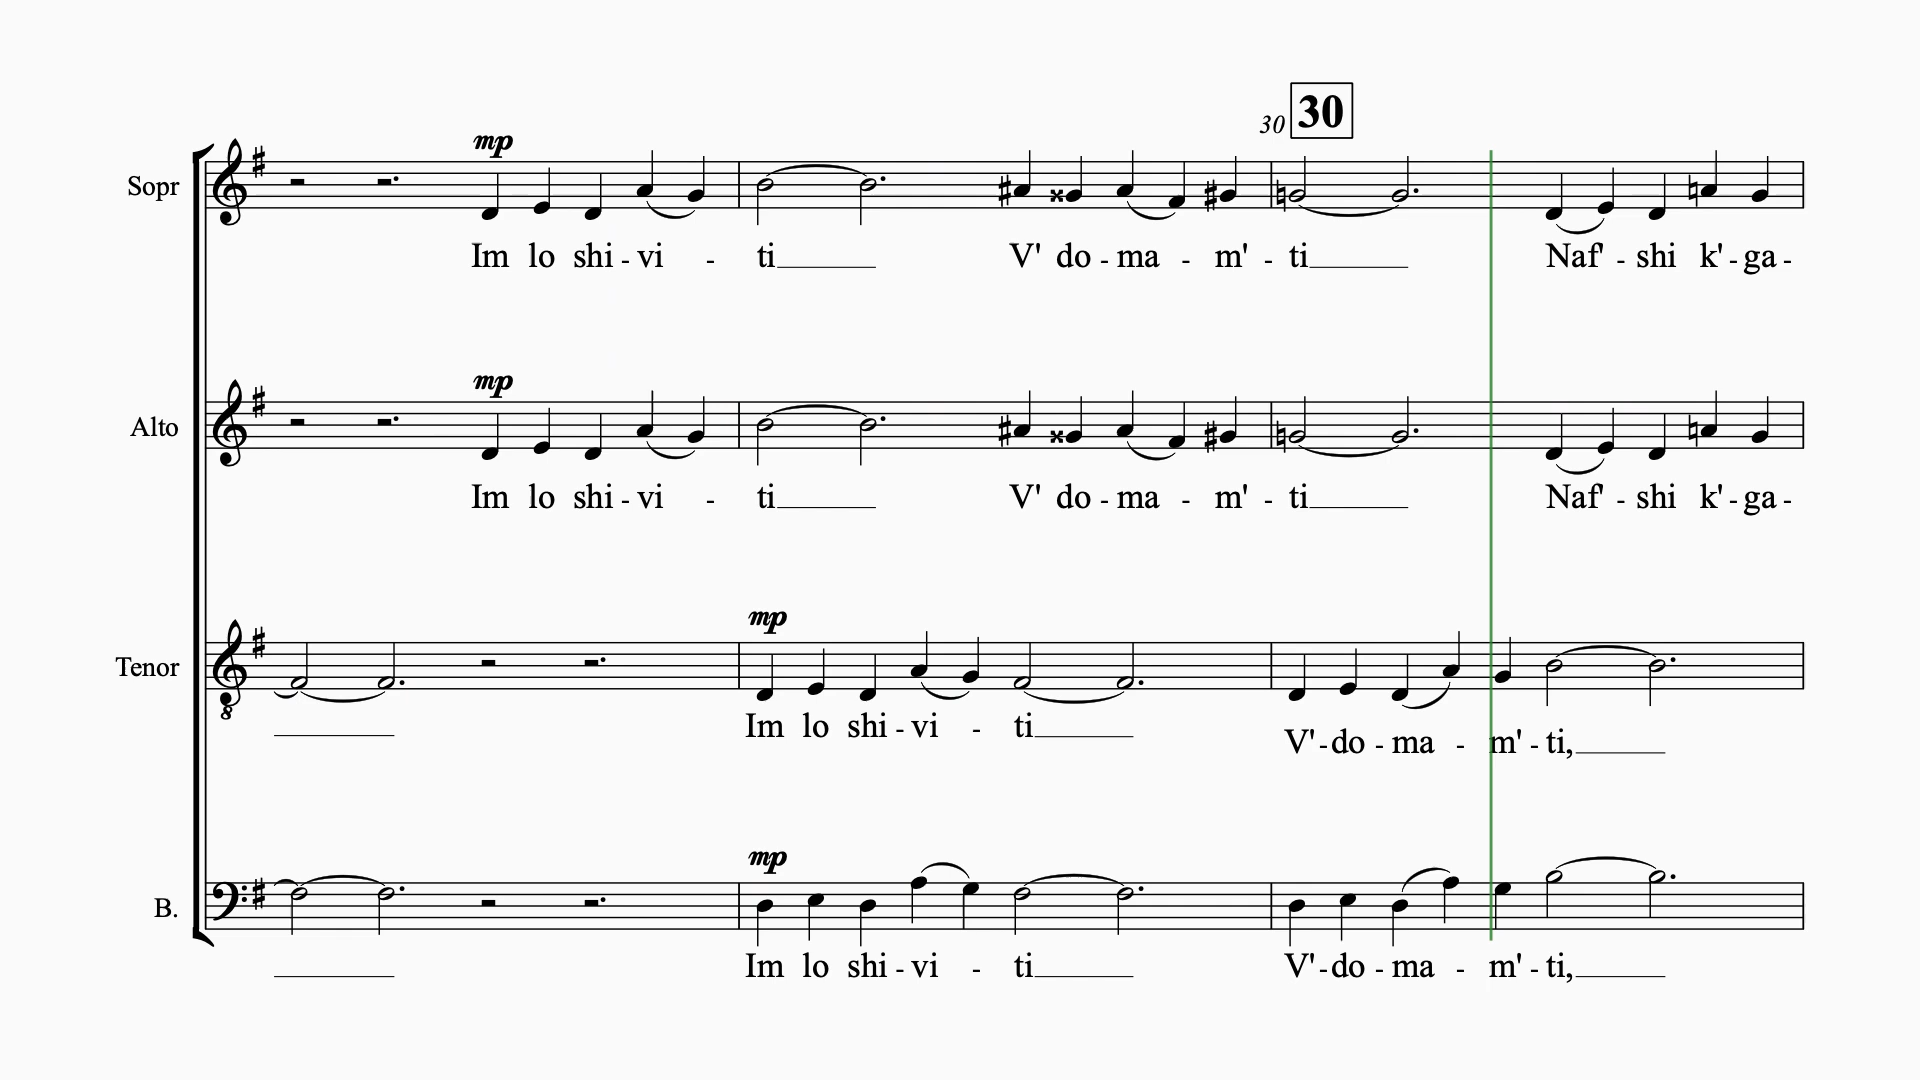 30 30
mp
Sopr
Im lo shi - vi - ti V' do - ma - m' - ti Naf' - shi k' - ga -
mp
Alto
Im lo shi - vi - ti V' do - ma - m' - ti Naf' - shi k' - ga -
mp
Tenor
8
Im lo shi - vi - ti V' - do - ma - m' - ti,
mp
B.
Im lo shi - vi - ti V' - do - ma - m' - ti,